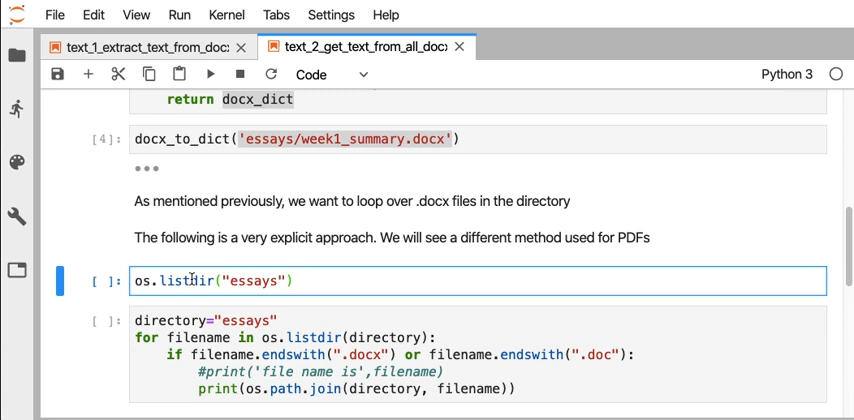 File Edit View Run Kernel Tabs Settings Help
text_1_extract_text_from_doc:
text_2_get_text_from_all_docx
Code
Python 3
return docx_dict
[4]: docx_to_dict('essays/week1_summary.docx')
•••
As mentioned previously, we want to loop over .docx files in the directory
The following is a very explicit approach. We will see a different method used for PDFs
[ ]: os.listdir("essays")
[ ]: directory="essays"
for filename in os.listdir(directory):
if filename.endswith(".docx") or filename.endswith(".doc"):
#print('file name is',filename)
print(os.path.join(directory, filename))